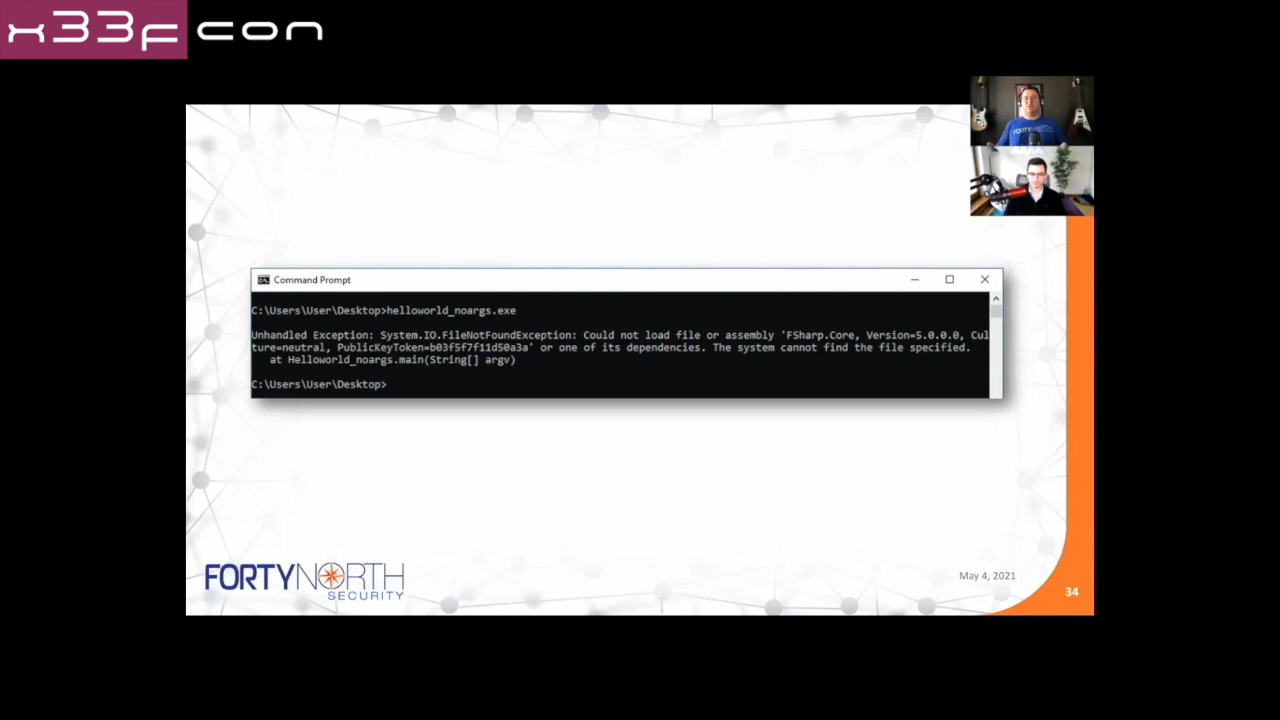 x33fcon
FORTYNORTH
Command Prompt
C:\Users\User\Desktop>helloworld_noargs.exe
Unhandled Exception: System.IO.FileNotFoundException: Could not load file or assembly 'FSharp.Core, Version=5.0.0.0, Cul
ture=neutral, PublicKeyToken=b03f5f7f11d50a3a' or one of its dependencies. The system cannot find the file specified.
at Helloworld_noargs.main(String[] argv)
C:\Users\User\Desktop>
FORTYNORTH
SECURITY
May 4, 2021
34